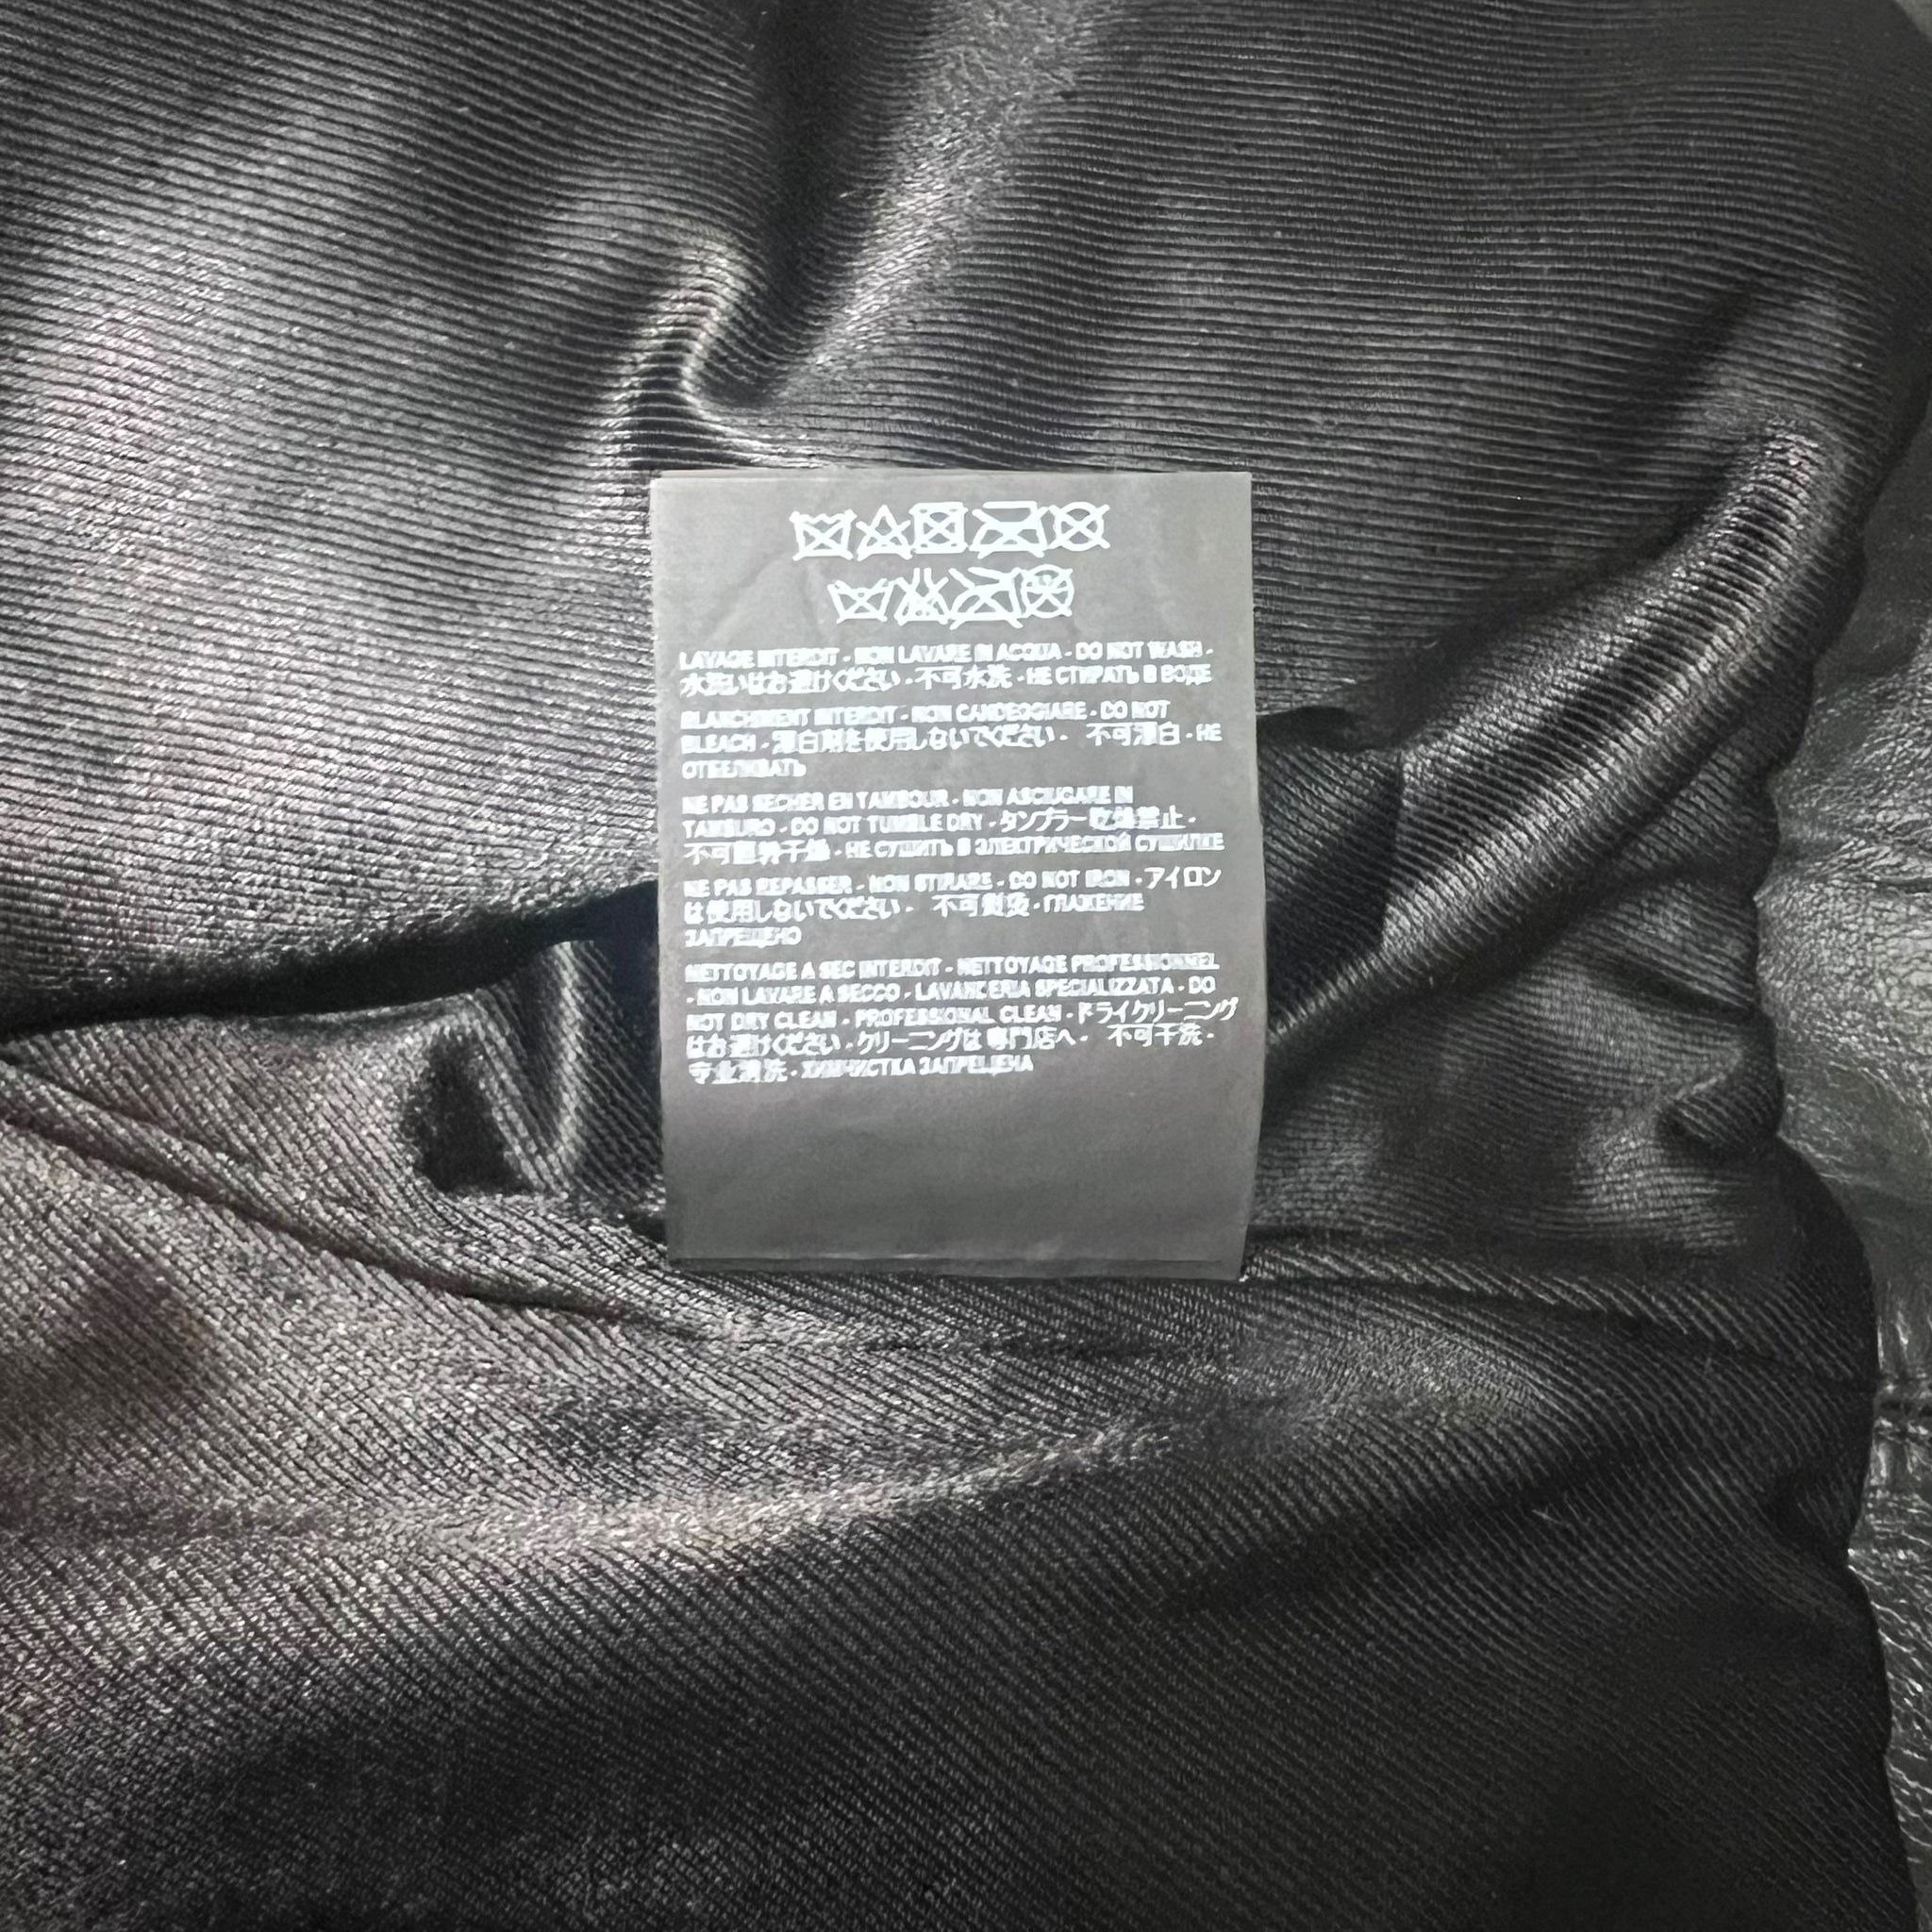 LAVAGE INTERDIT - NON LAVARE IN ACQUA - DO NOT WASH -
水洗いはお避けください - 不可水洗 - НЕ СТИРАТЬ В ВОДЕ
BLANCHIMENT INTERDIT - NON CANDEGGIARE - DO NOT
BLEACH - 漂白剤を使用しないでください - 不可漂白 - НЕ
ОТБЕЛИВАТЬ
NE PAS SECHER EN TAMBOUR - NON ASCIUGARE IN
TAMBURO - DO NOT TUMBLE DRY - タンブラー乾燥禁止 -
不可翻转干燥 - НЕ СУШИТЬ В ЭЛЕКТРИЧЕСКОЙ СУШИЛКЕ
NE PAS REPASSER - NON STIRARE - DO NOT IRON - アイロン
は使用しないでください - 不可熨烫 - ГЛАЖЕНИЕ
ЗАПРЕЩЕНО
NETTOYAGE A SEC INTERDIT - NETTOYAGE PROFESSIONNEL
- NON LAVARE A SECCO - LAVANDERIA SPECIALIZZATA - DO
NOT DRY CLEAN - PROFESSIONAL CLEAN - ドライクリーニング
はお避けください - クリーニングは専門店へ - 不可干洗 -
专业清洗 - ХИМЧИСТКА ЗАПРЕЩЕНА